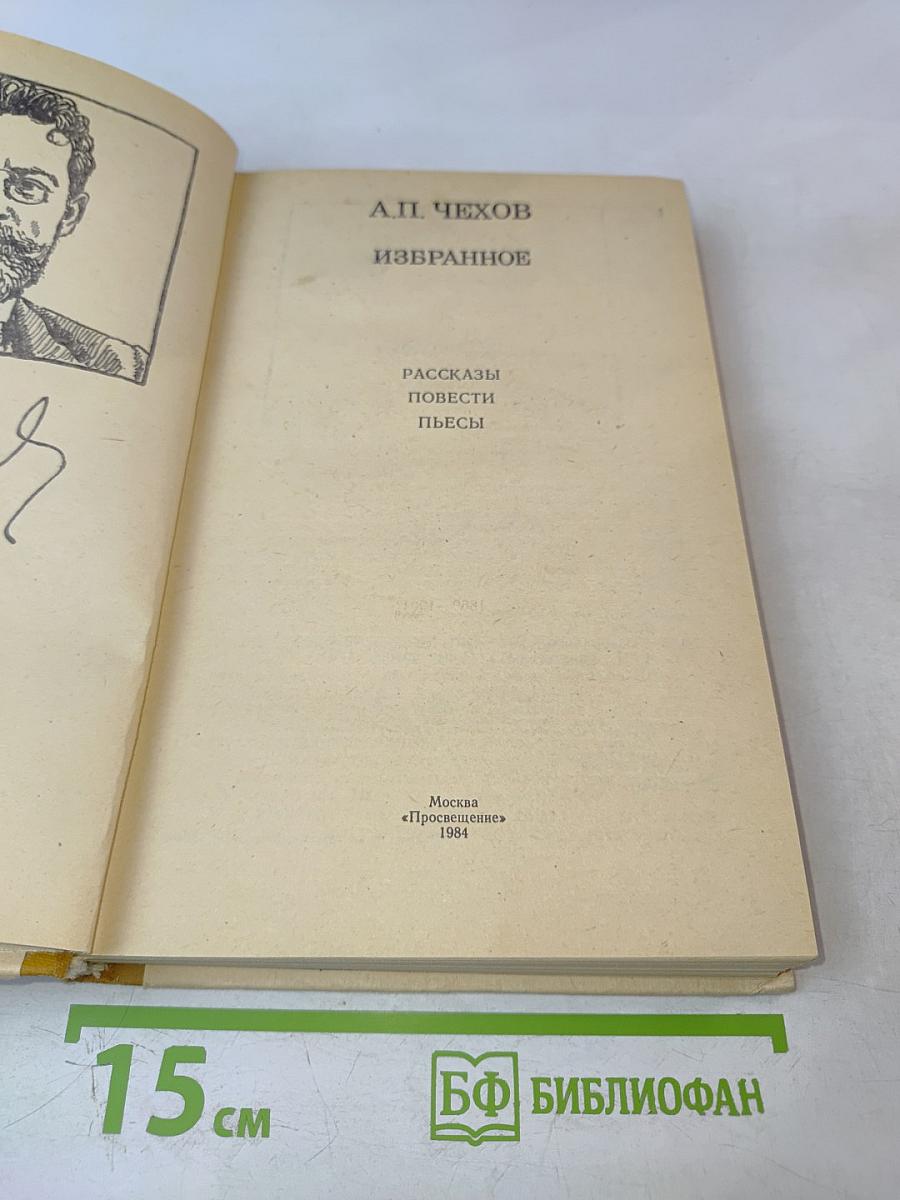 А.П. ЧЕХОВ
ИЗБРАННОЕ
РАССКАЗЫ
ПОВЕСТИ
ПЬЕСЫ
Москва
«Просвещение»
1984
15 см
БФ БИБЛИОФАН